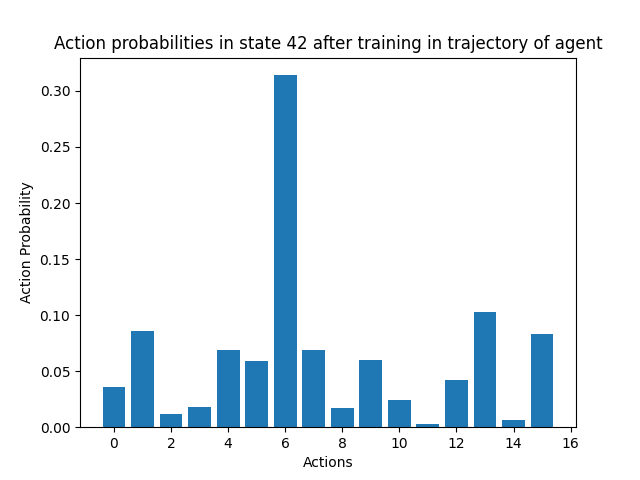 Action probabilities in state 42 after training in trajectory of agent
0.30
0.25
0.20
0.15
0.10
0.05
0.00
Action Probability
0 2 4 6 8 10 12 14 16
Actions